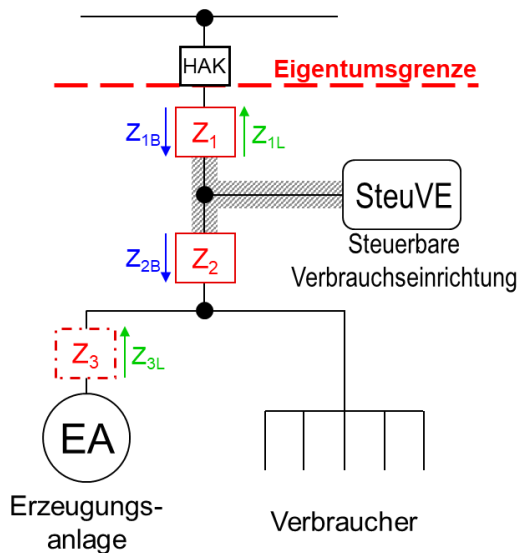 HAK
Eigentumsgrenze
Z1B
Z1
Z1L
SteuVE
Steuerbare
Verbrauchseinrichtung
Z2B
Z2
Z3
Z3L
EA
Erzeugungs-
anlage
Verbraucher